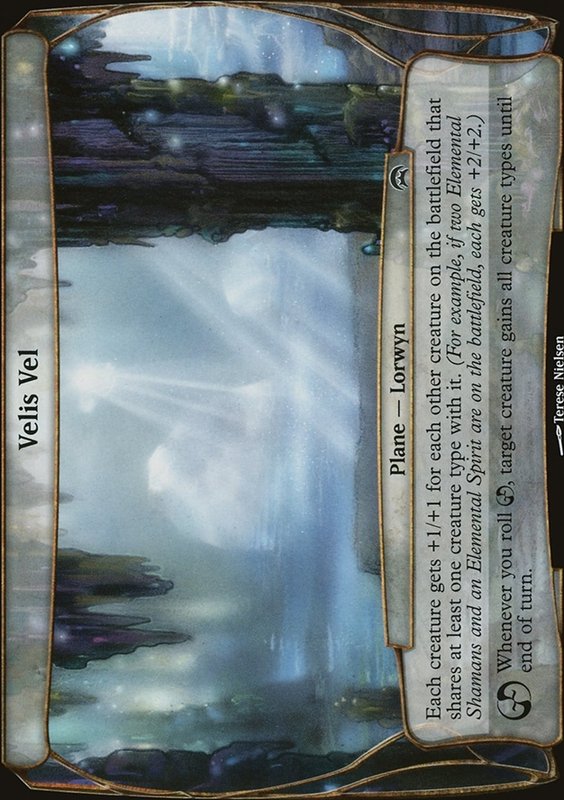 Velis Vel
Plane — Lorwyn
Each creature gets +1/+1 for each other creature on the battlefield that
shares at least one creature type with it. (For example, if two Elemental
Shamans and an Elemental Spirit are on the battlefield, each gets +2/+2.)
Whenever you roll , target creature gains all creature types until
end of turn.
Terese Nielsen